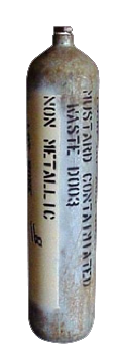 MUSTARD CONTAMINATED
WASTE D003
NON METALLIC